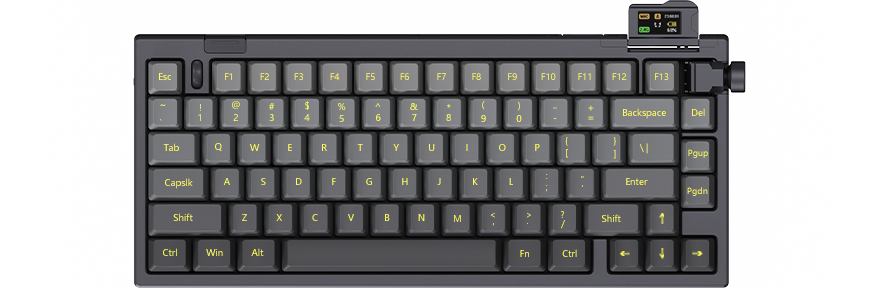 Esc F1 F2 F3 F4 F5 F6 F7 F8 F9 F10 F11 F12 F13
~ ! @ # $ % ^ & * ( ) - +
. 1 2 3 4 5 6 7 8 9 0 - = Backspace Del
Tab Q W E R T Y U I O P { [ } ] \| Pgup
Capslk A S D F G H J K L : ; " , Enter Pgdn
Shift Z X C V B N M < , > . ? / Shift ↑
Ctrl Win Alt Fn Ctrl ← ↓ →